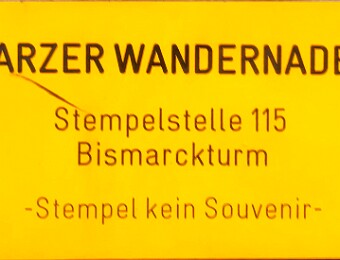 ARZER WANDERNADE
Stempelstelle 115
Bismarckturm
-Stempel kein Souvenir-